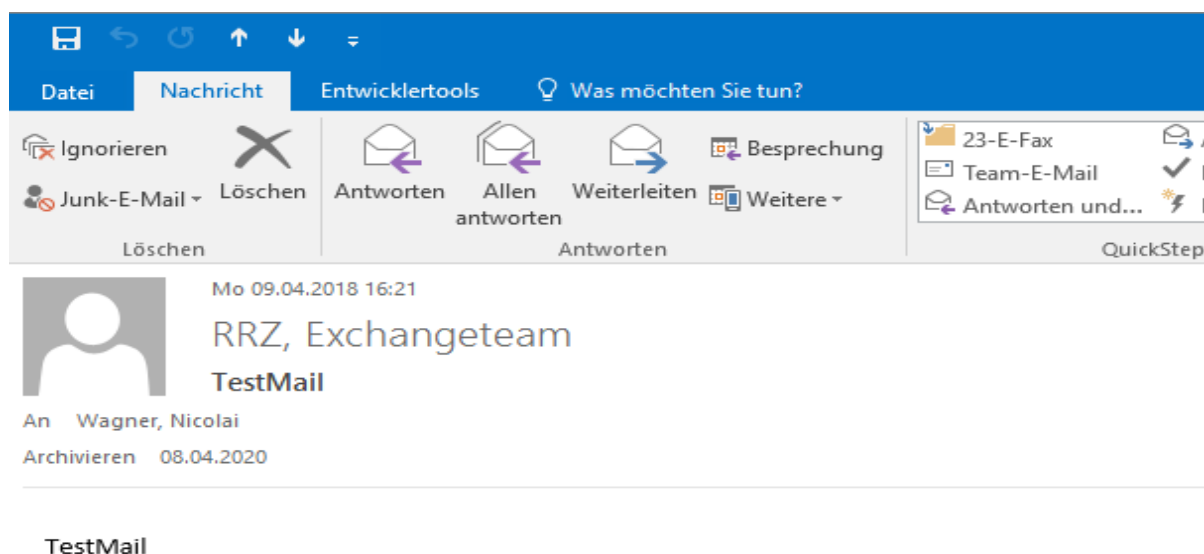 Datei Nachricht Entwicklertools Was möchten Sie tun?
Ignorieren
Junk-E-Mail
Löschen
Löschen
Antworten
Allen
antworten
Weiterleiten
Besprechung
Weitere
Antworten
23-E-Fax
Team-E-Mail
Antworten und...
QuickStep
Mo 09.04.2018 16:21
RRZ, Exchangeteam
TestMail
An Wagner, Nicolai
Archivieren 08.04.2020
TestMail